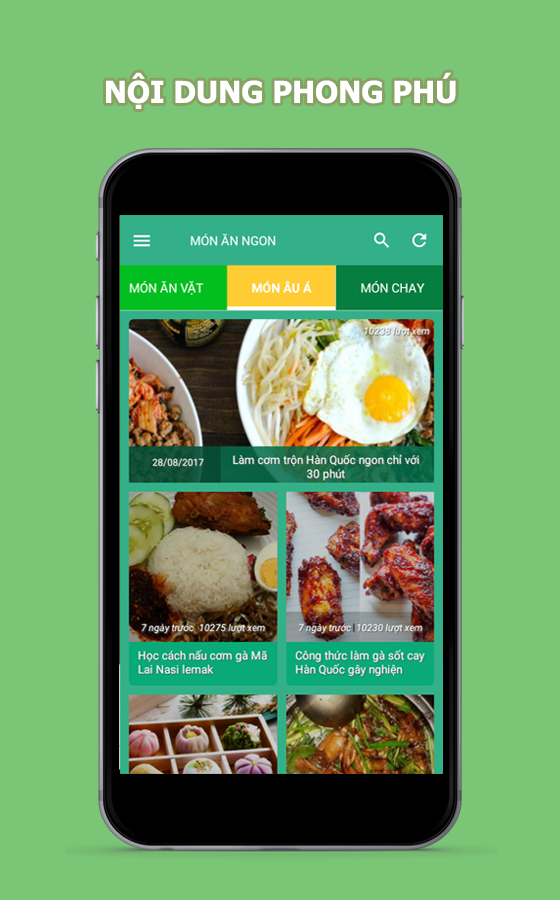 NỘI DUNG PHONG PHÚ
MÓN ĂN NGON
MÓN ĂN VẶT
MÓN ÂU Á
MÓN CHAY
10238 lượt xem
28/08/2017
Làm cơm trộn Hàn Quốc ngon chỉ với
30 phút
7 ngày trước 10275 lượt xem
7 ngày trước |10230 lượt xem
Học cách nấu cơm gà Mã
Lai Nasi lemak
Công thức làm gà sốt cay
Hàn Quốc gây nghiện